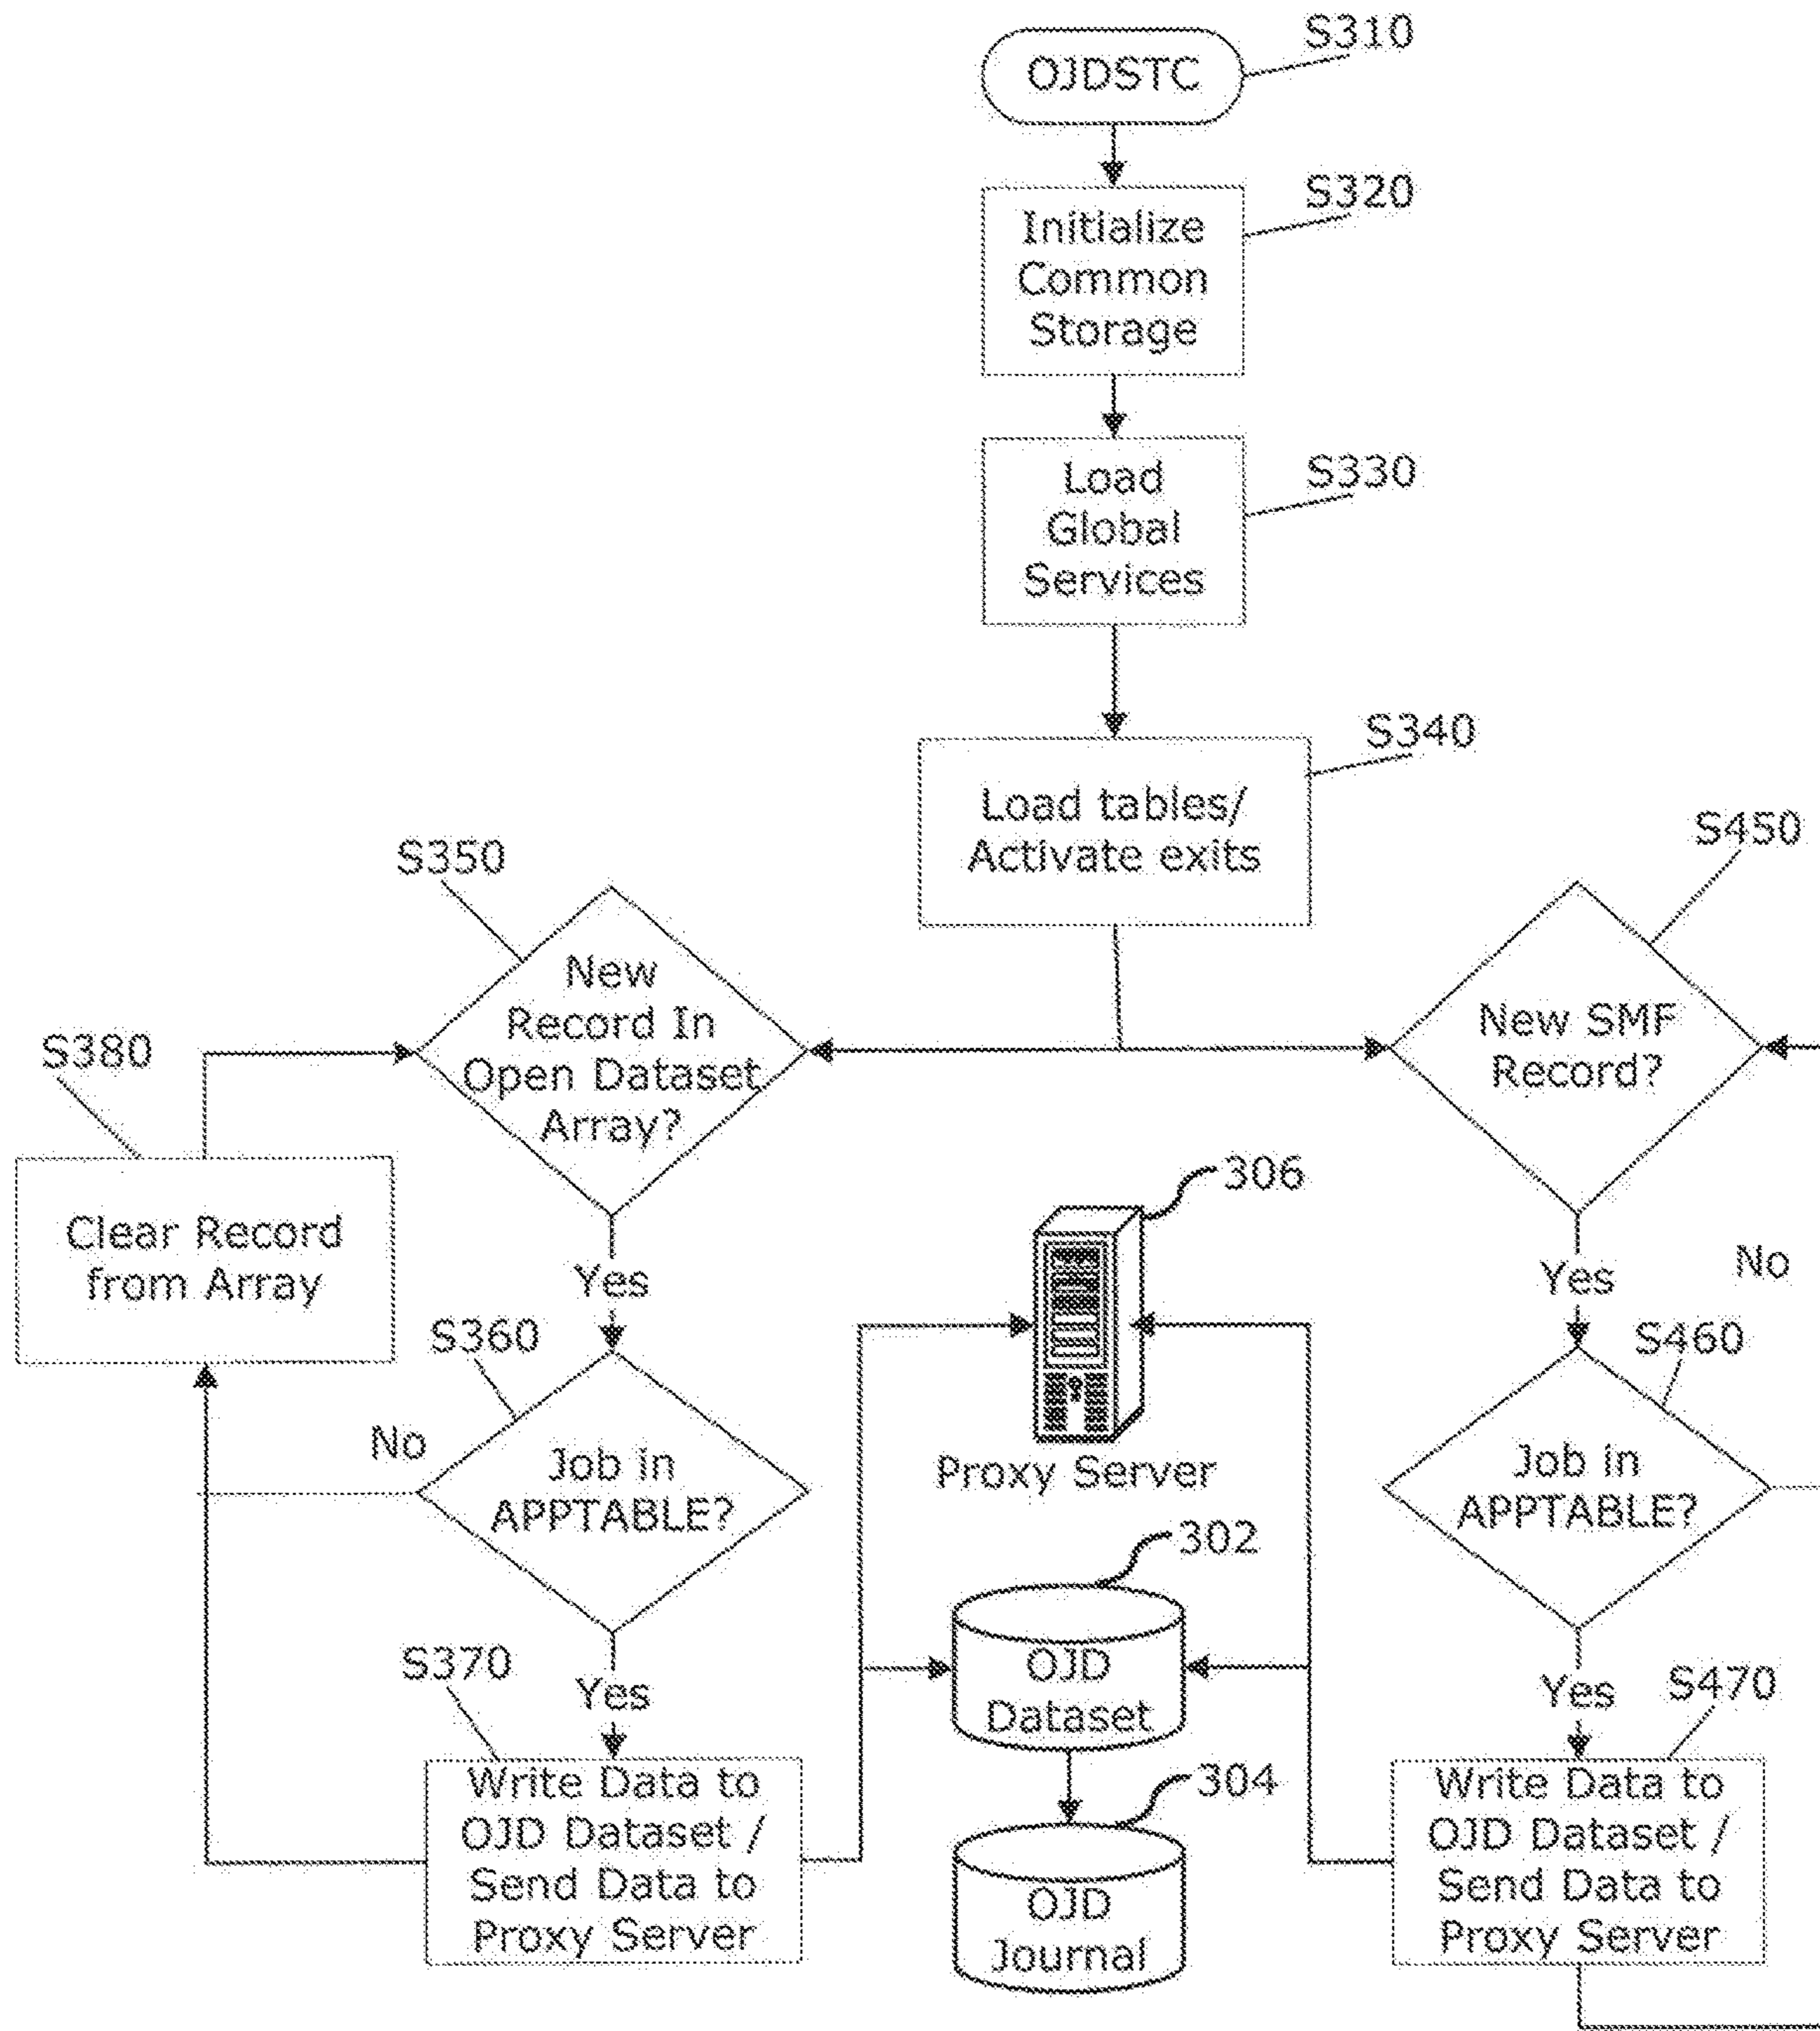 S310
OJDSTC
S320
Initialize
Common
Storage
S330
Load
Global
Services
S340
Load tables/
Activate exits
S350
New
Record In
Open Dataset
Array?
S450
New SMF
Record?
S380
Clear Record
from Array
Yes
306
Proxy Server
Yes
No
S360
No
Job in
APPTABLE?
S460
Job in
APPTABLE?
302
OJD
Dataset
S370
Yes
Write Data to
OJD Dataset /
Send Data to
Proxy Server
304
OJD
Journal
Yes
S470
Write Data to
OJD Dataset /
Send Data to
Proxy Server